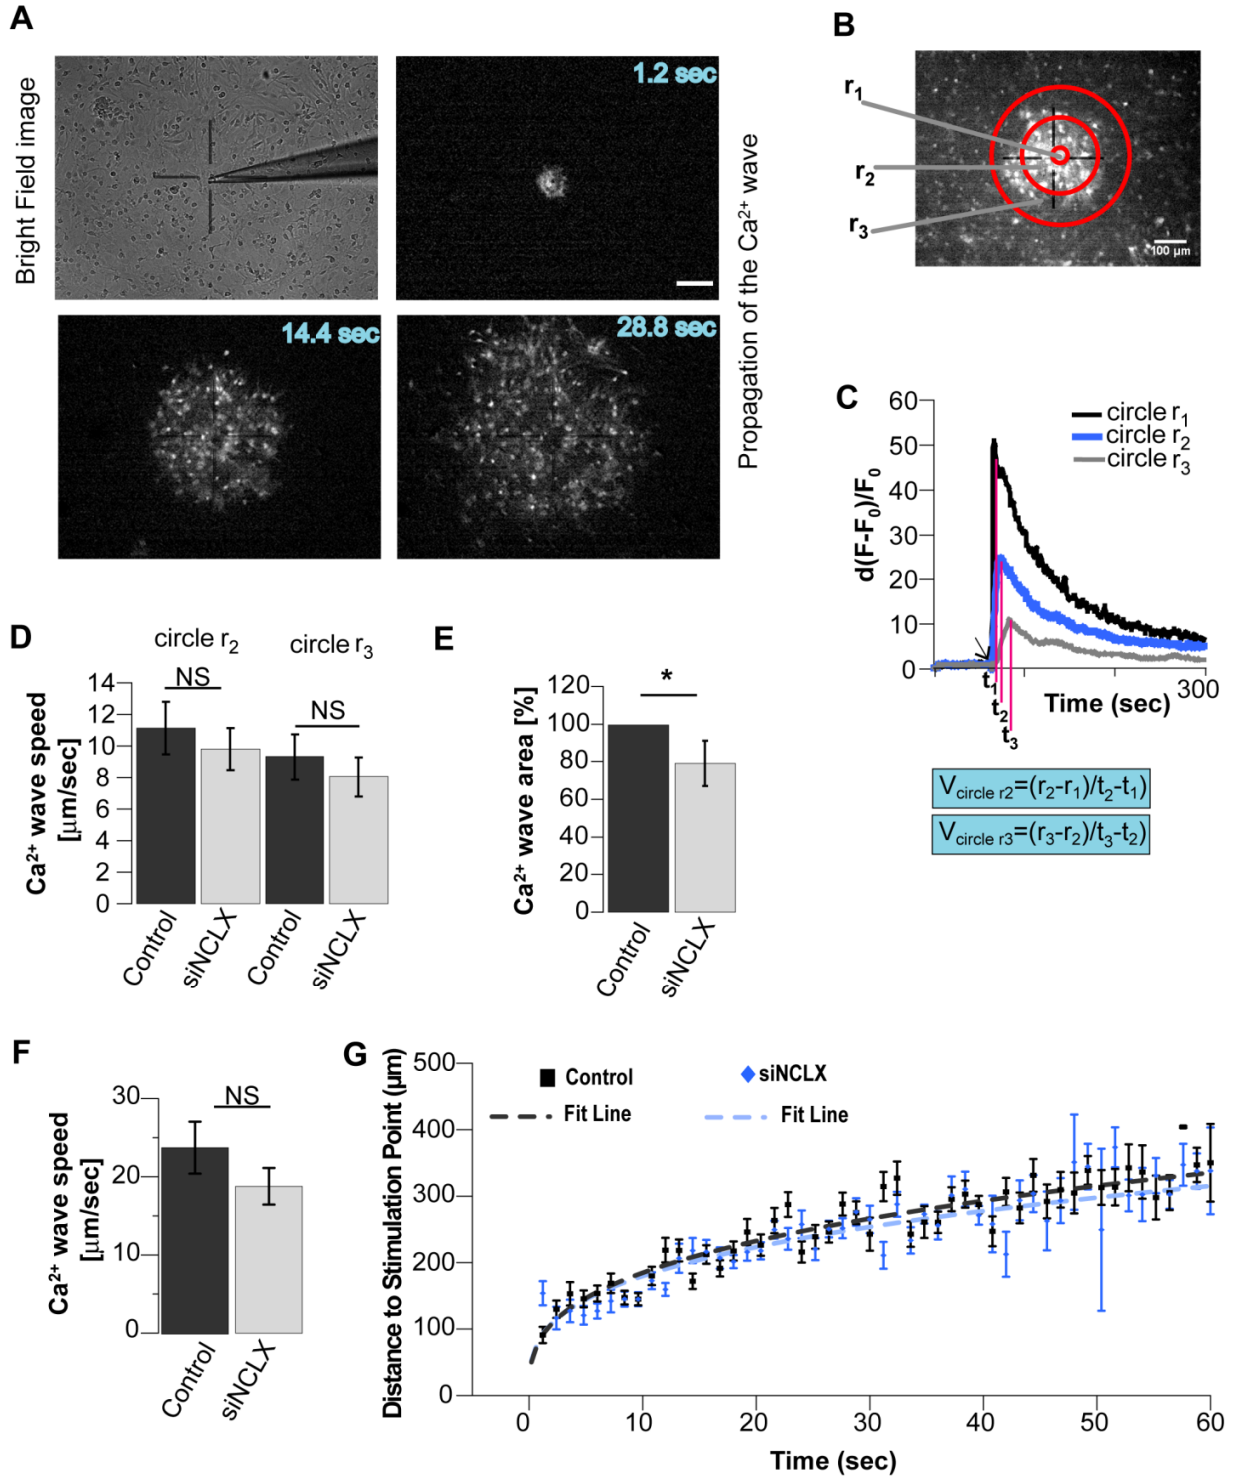 A
Bright Field image
1.2 sec
14.4 sec
28.8 sec
Propagation of the Ca²⁺ wave
B
r₁
r₂
r₃
100 µm
C
60
50
40
30
20
10
0
d(F-F₀)/F₀
circle r₁
circle r₂
circle r₃
t₁
t₂
t₃
Time (sec)
300
V circle r2=(r₂-r₁)/t₂-t₁)
V circle r3=(r₃-r₂)/t₃-t₂)
D
circle r₂
circle r₃
NS
NS
Ca²⁺ wave speed
[µm/sec]
14
12
10
8
6
4
2
0
Control
siNCLX
Control
siNCLX
E
*
Ca²⁺ wave area [%]
120
100
80
60
40
20
0
Control
siNCLX
F
NS
Ca²⁺ wave speed
[µm/sec]
30
20
10
0
Control
siNCLX
G
Distance to Stimulation Point (µm)
500
400
300
200
100
0
Control
siNCLX
Fit Line
Fit Line
0
10
20
30
40
50
60
Time (sec)